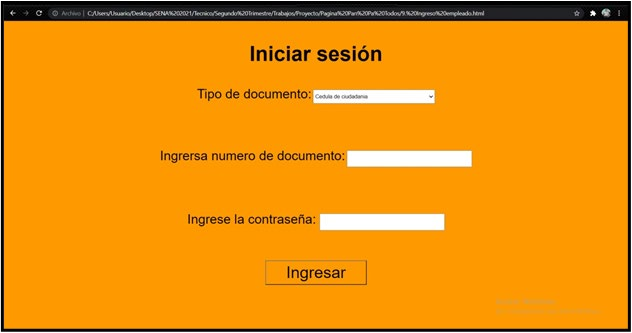 Archivo | C:/Users/Usuario/Desktop/SENA%202021/Tecnico/Segundo%20Trimestre/Trabajos/Proyecto/Pagina%20Pan%20Pa%20Todos/9.%20Ingreso%20empleado.html
Iniciar sesión
Tipo de documento: Cedula de ciudadania
Ingrersa numero de documento:
Ingrese la contraseña:
Ingresar